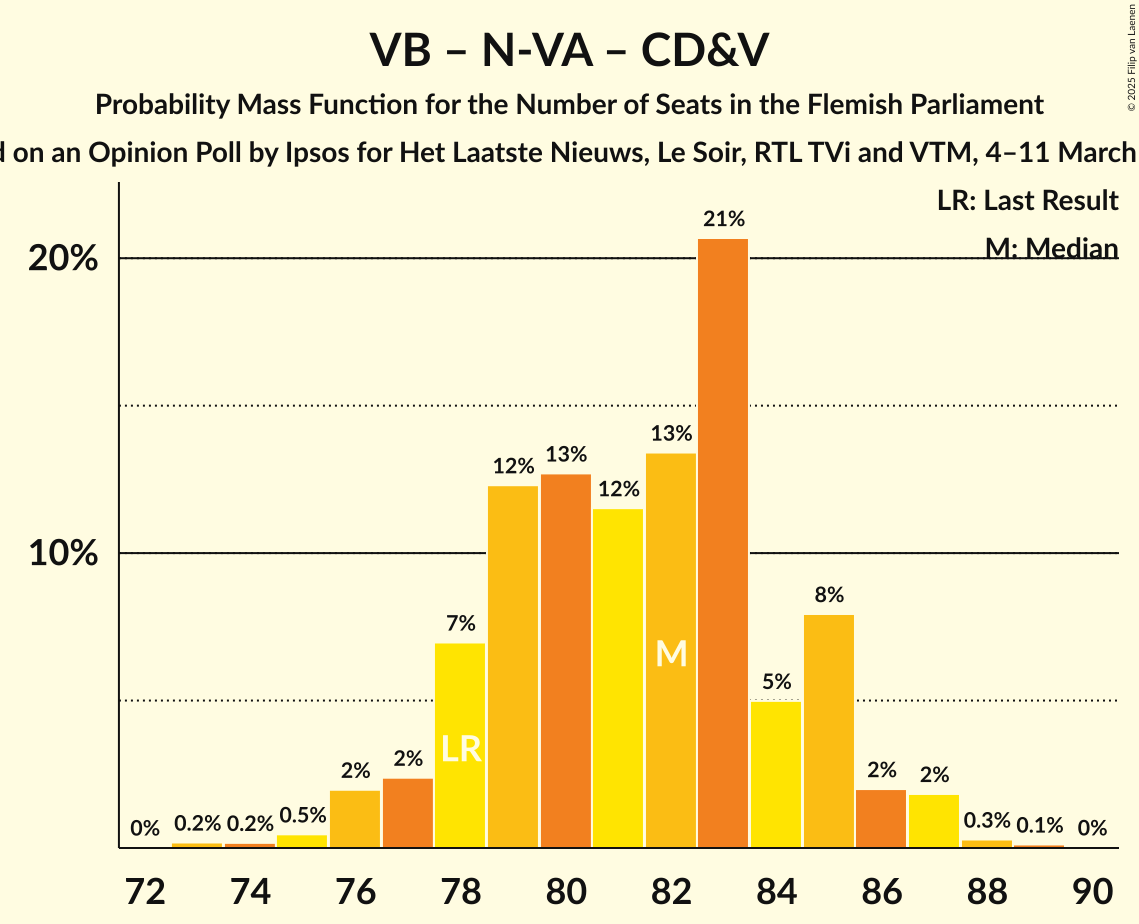 VB – N-VA – CD&V
Probability Mass Function for the Number of Seats in the Flemish Parliament
on an Opinion Poll by Ipsos for Het Laatste Nieuws, Le Soir, RTL TVi and VTM, 4–11 March
© 2025 Filip van Laenen
LR: Last Result
M: Median
20%
10%
0% 0.2% 0.2% 0.5% 2% 2% 7% 12% 13% 12% 13% 21% 5% 8% 2% 2% 0.3% 0.1% 0%
LR M
72 74 76 78 80 82 84 86 88 90